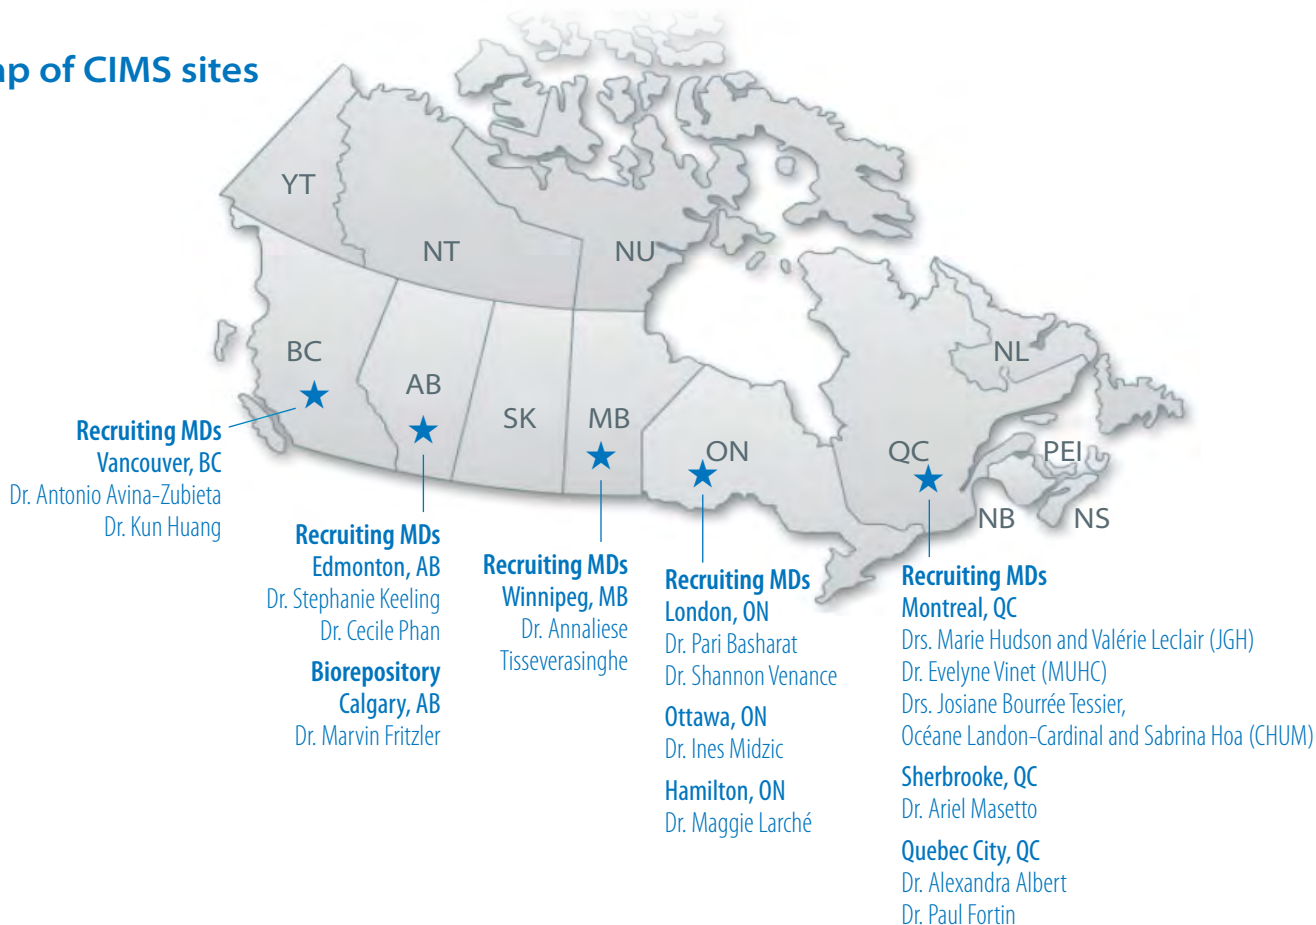 ap of CIMS sites
YT
NT
NU
BC
AB
SK
MB
ON
QC
NL
PEI
NB
NS
Recruiting MDs
Vancouver, BC
Dr. Antonio Avina-Zubieta
Dr. Kun Huang
Recruiting MDs
Edmonton, AB
Dr. Stephanie Keeling
Dr. Cecile Phan
Biorepository
Calgary, AB
Dr. Marvin Fritzler
Recruiting MDs
Winnipeg, MB
Dr. Annaliese
Tisseverasinghe
Recruiting MDs
London, ON
Dr. Pari Basharat
Dr. Shannon Venance
Ottawa, ON
Dr. Ines Midzic
Hamilton, ON
Dr. Maggie Larché
Recruiting MDs
Montreal, QC
Drs. Marie Hudson and Valérie Leclair (JGH)
Dr. Evelyne Vinet (MUHC)
Drs. Josiane Bourrée Tessier,
Océane Landon-Cardinal and Sabrina Hoa (CHUM)
Sherbrooke, QC
Dr. Ariel Masetto
Quebec City, QC
Dr. Alexandra Albert
Dr. Paul Fortin